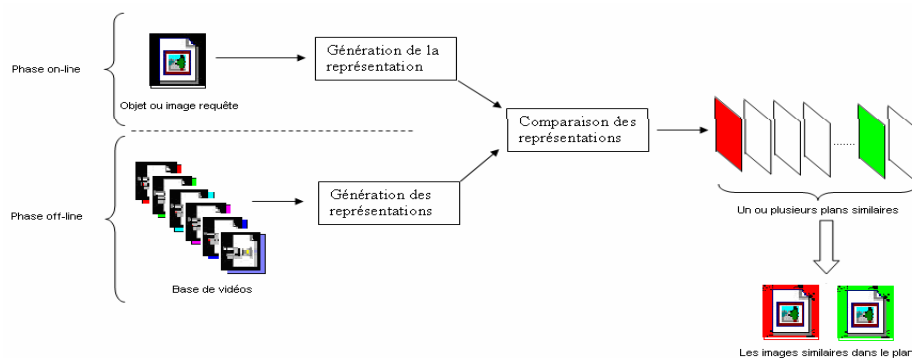 Phase on-line
Objet ou image requête
Génération de la
représentation
Comparaison des
représentations
Phase off-line
Génération des
représentations
Base de vidéos
Un ou plusieurs plans similaires
Les images similaires dans le plan